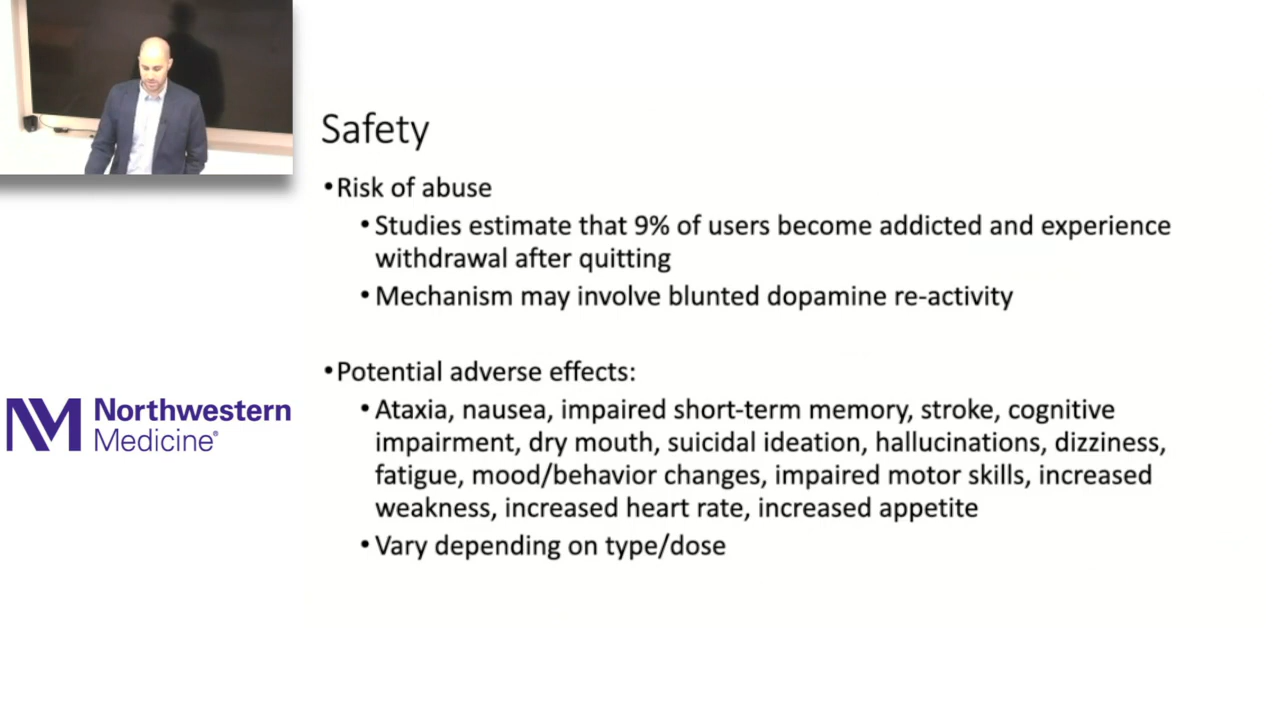 Safety
•Risk of abuse
•Studies estimate that 9% of users become addicted and experience
withdrawal after quitting
•Mechanism may involve blunted dopamine re-activity
•Potential adverse effects:
•Ataxia, nausea, impaired short-term memory, stroke, cognitive
impairment, dry mouth, suicidal ideation, hallucinations, dizziness,
fatigue, mood/behavior changes, impaired motor skills, increased
weakness, increased heart rate, increased appetite
•Vary depending on type/dose
Northwestern
Medicine®